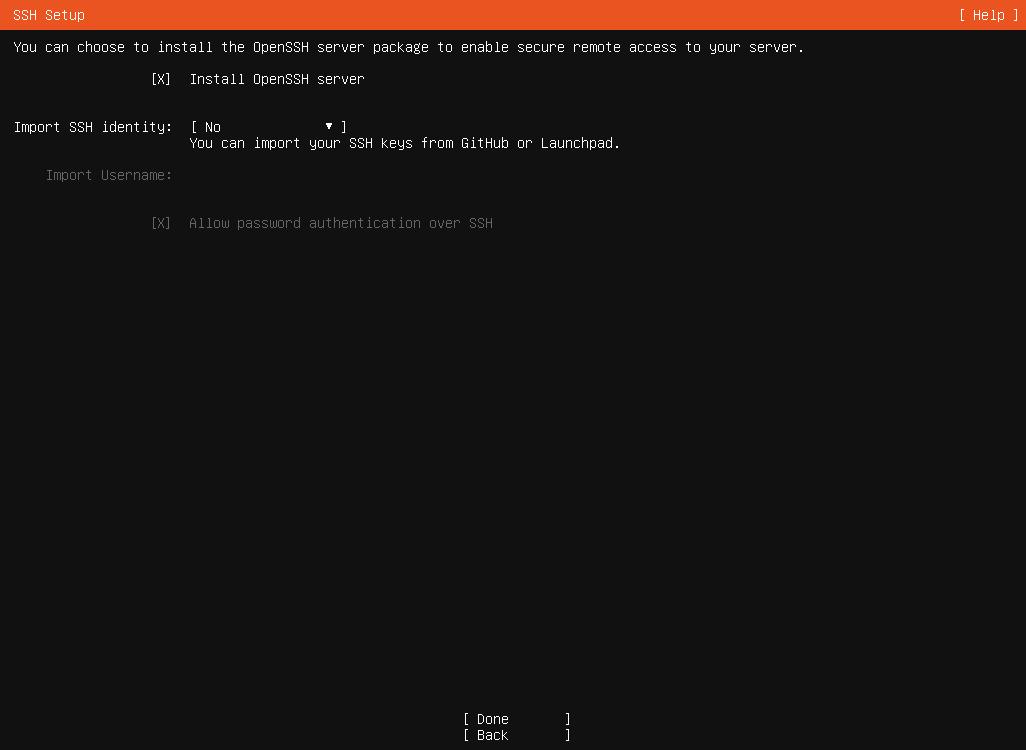 SSH Setup [ Help ]
You can choose to install the OpenSSH server package to enable secure remote access to your server.
[X] Install OpenSSH server
Import SSH identity: [ No ▾ ]
You can import your SSH keys from GitHub or Launchpad.
Import Username:
[X] Allow password authentication over SSH
[ Done ]
[ Back ]